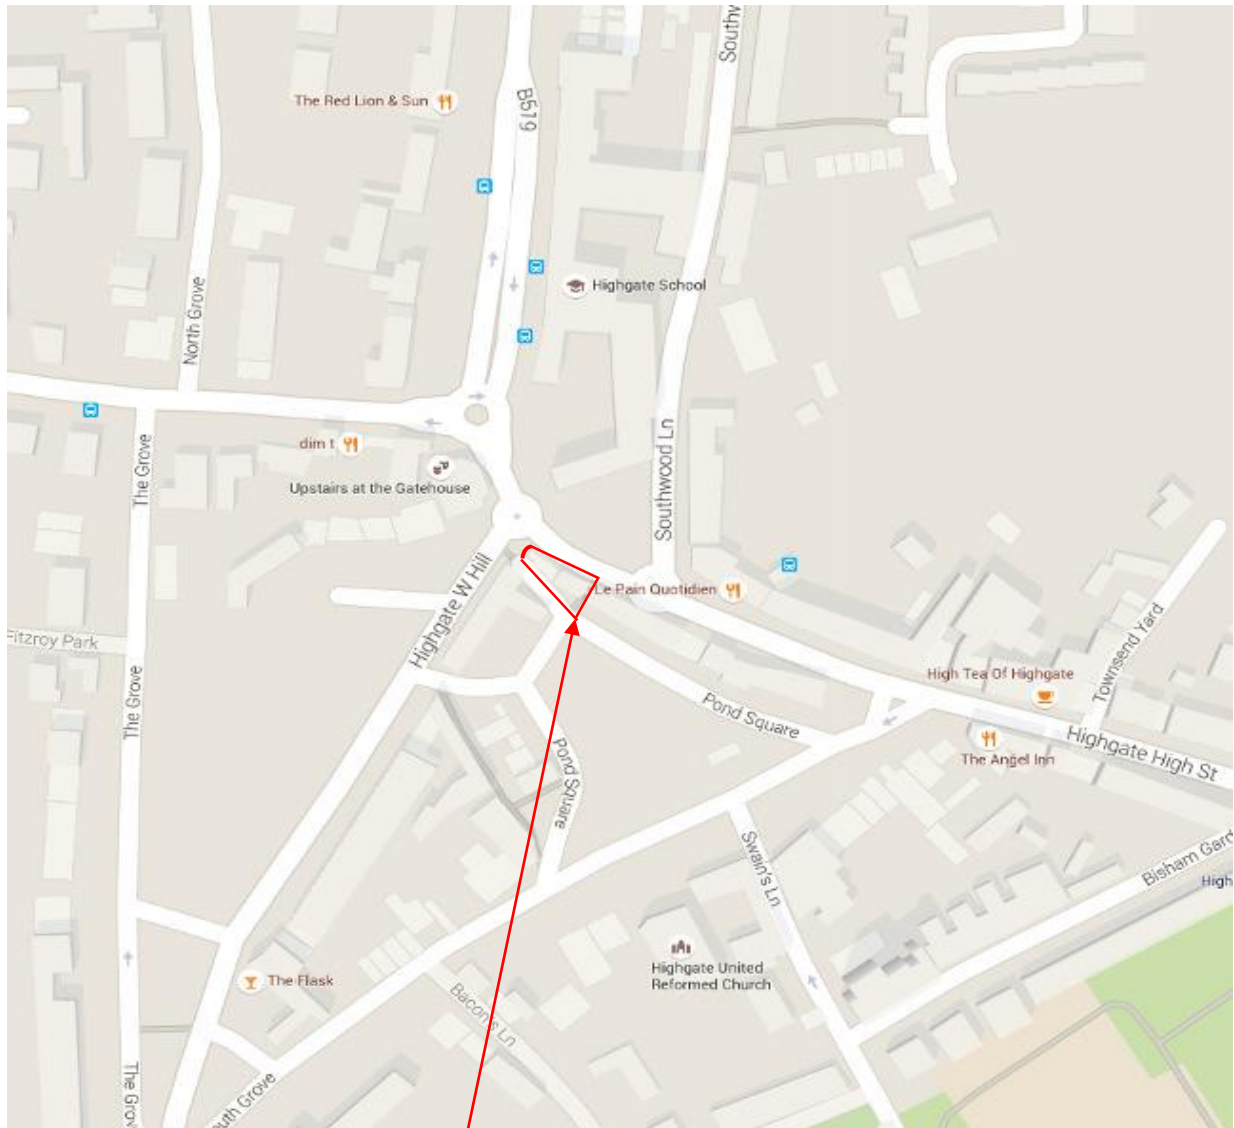 Southw
The Red Lion & Sun
B519
Highgate School
North Grove
Southwood Ln
The Grove
dim t
Upstairs at the Gatehouse
Highgate W Hill
Le Pain Quotidien
Fitzroy Park
Townsend Yard
The Grove
High Tea Of Highgate
Pond Square
Highgate High St
The Angel Inn
Pond Square
Swain's Ln
Bisham Gard
High
Highgate United
Reformed Church
The Flask
Bacon's Ln
The Grov
uth Grove